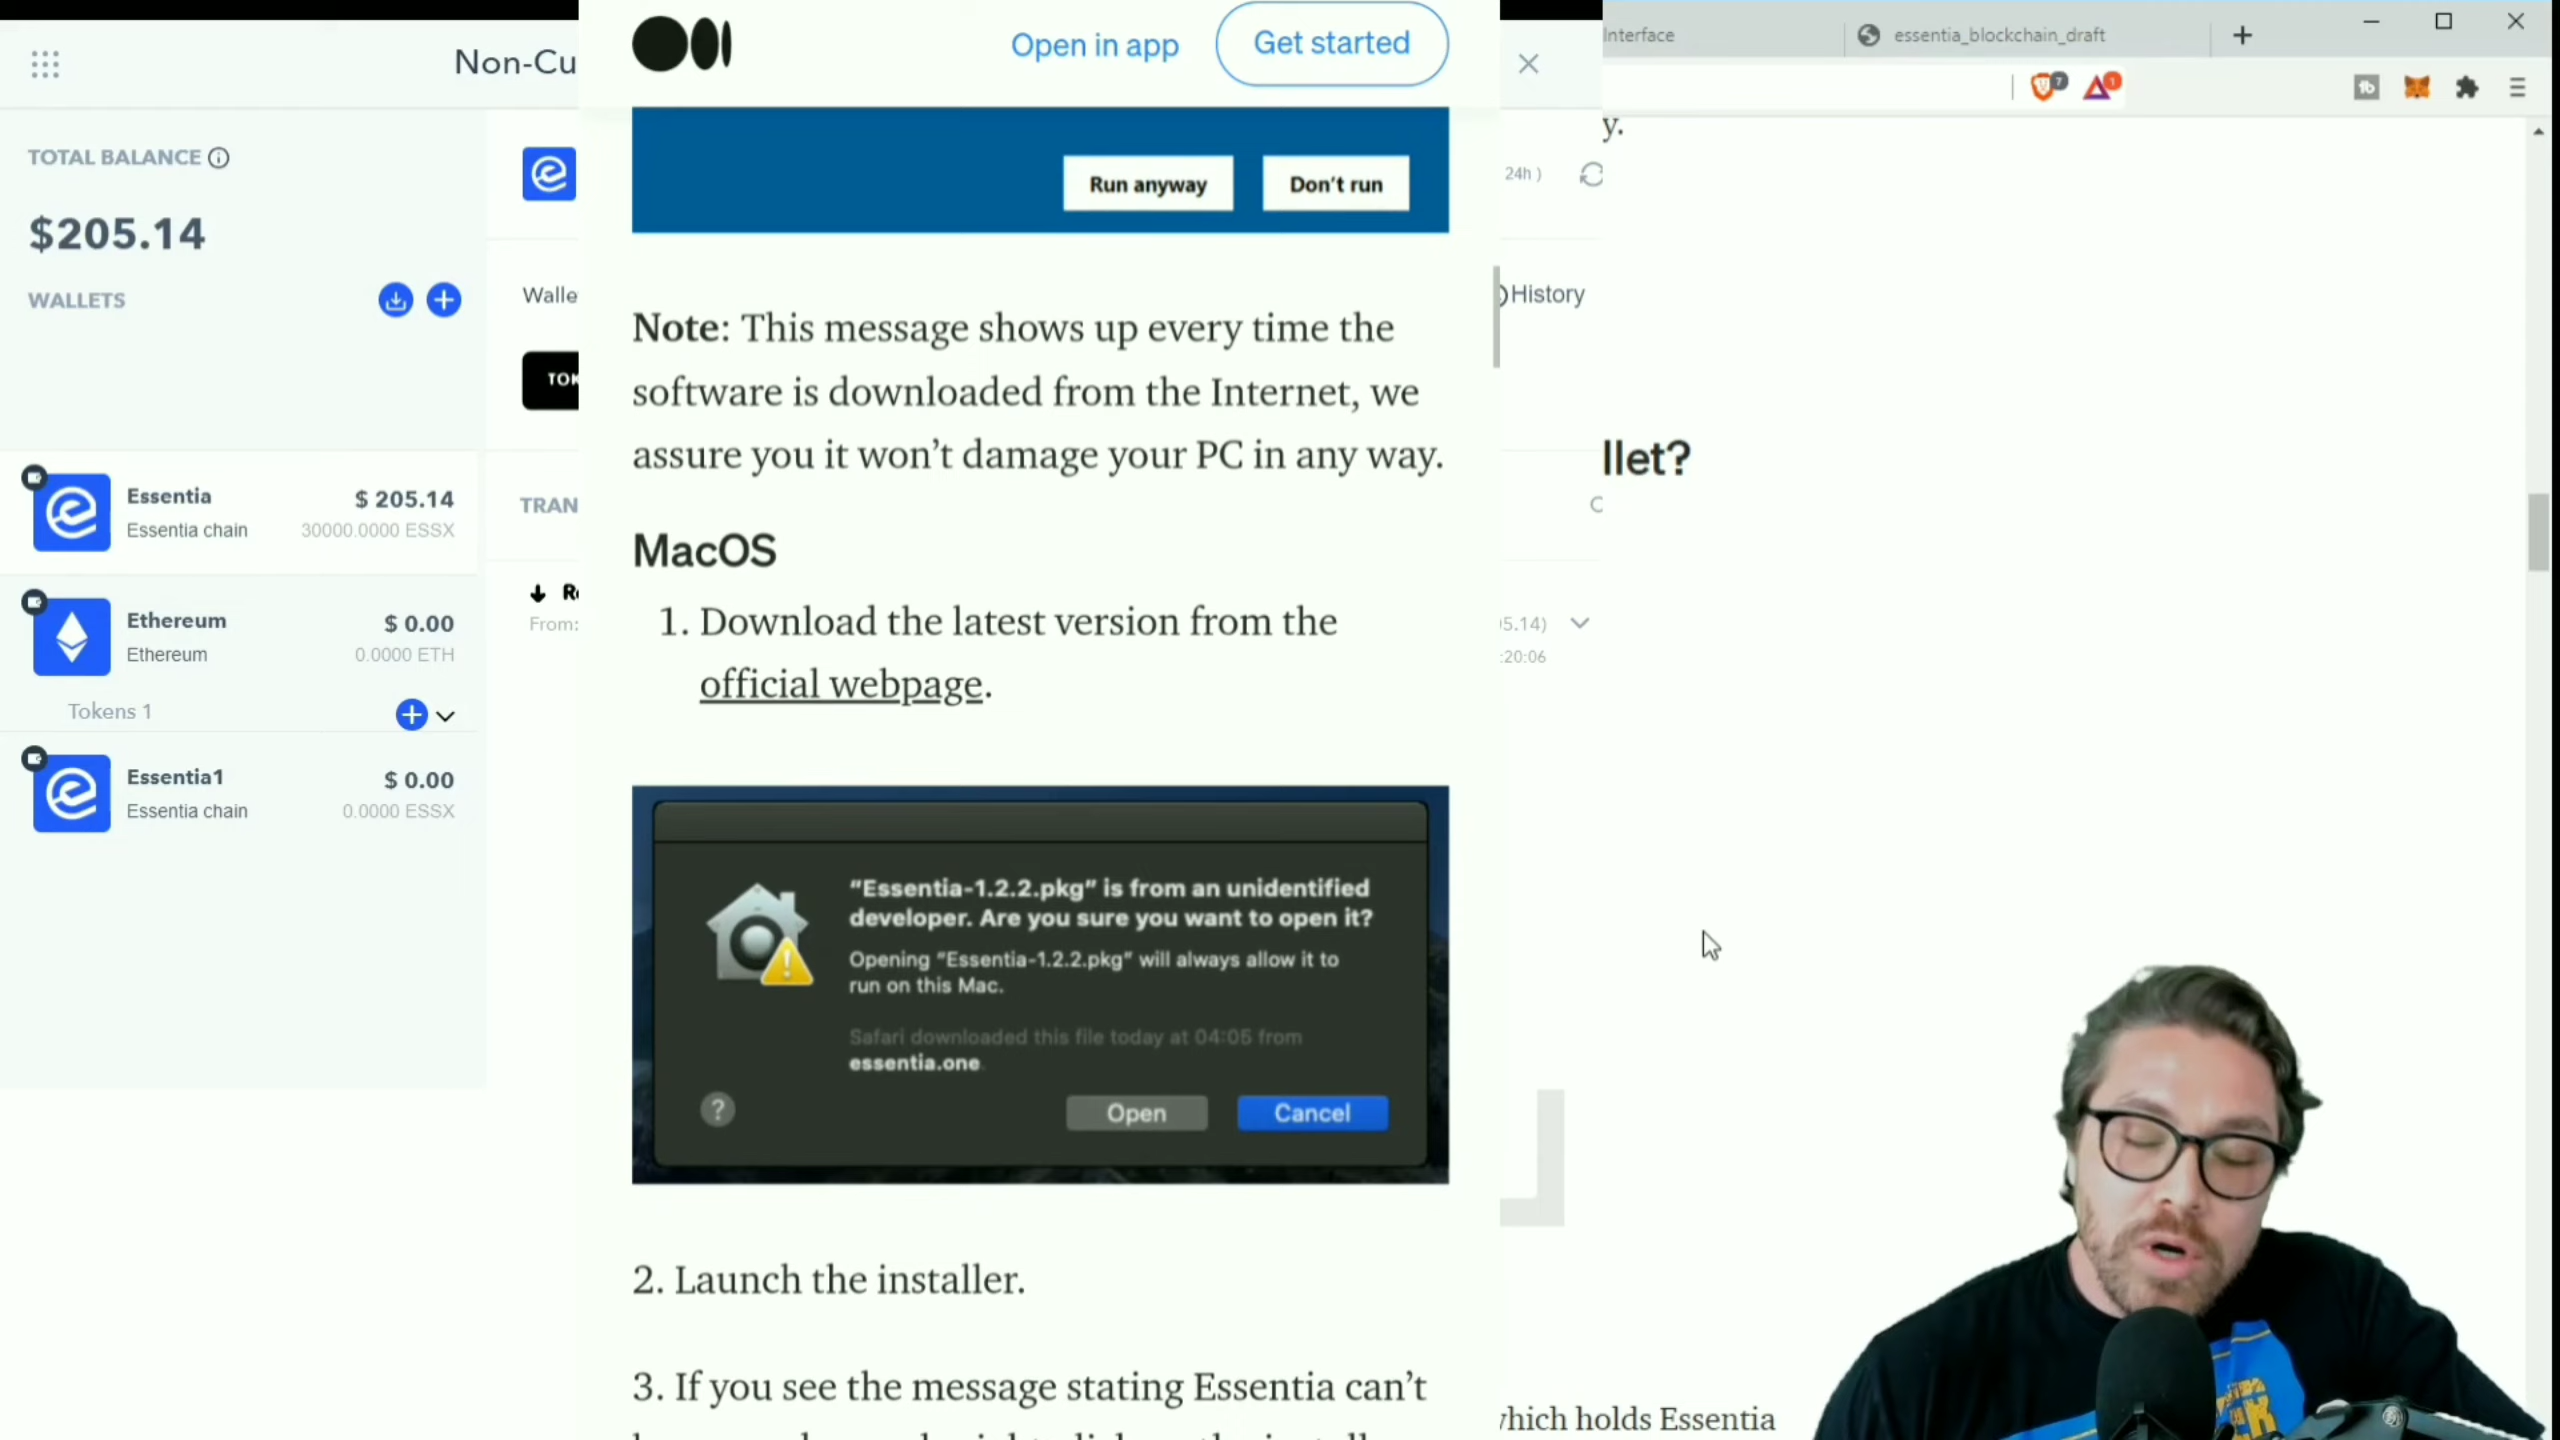 Non-Cu
TOTAL BALANCE
$205.14
WALLETS
Essentia
$ 205.14
Essentia chain
30000.0000 ESSX
Ethereum
$ 0.00
Ethereum
0.0000 ETH
Tokens 1
Essentia1
$ 0.00
Essentia chain
0.0000 ESSX
Walle
TOK
TRAN
From:
Open in app
Get started
Run anyway
Don't run
Note: This message shows up every time the
software is downloaded from the Internet, we
assure you it won't damage your PC in any way.
MacOS
1. Download the latest version from the
official webpage.
"Essentia-1.2.2.pkg" is from an unidentified
developer. Are you sure you want to open it?
Opening "Essentia-1.2.2.pkg" will always allow it to
run on this Mac.
Safari downloaded this file today at 04:05 from
essentia.one
?
Open
Cancel
2. Launch the installer.
3. If you see the message stating Essentia can't
24h )
History
5.14)
:20:06
Interface
essentia_blockchain_draft
7
1
y.
llet?
which holds Essentia